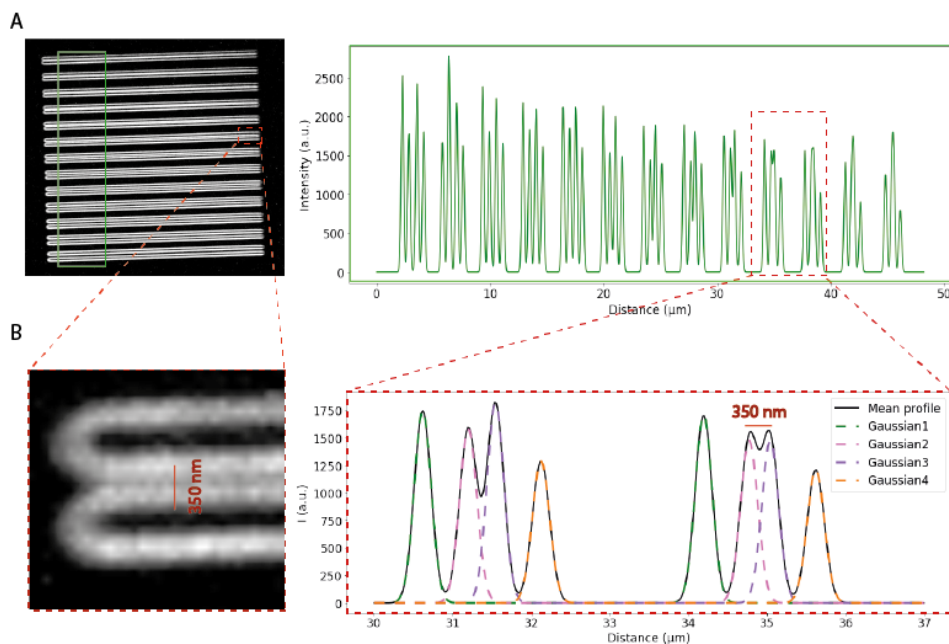 A
Intensity (a.u.)
2500
2000
1500
1000
500
0
0 10 20 30 40 50
Distance (µm)
B
350 nm
I (a.u.)
1750
1500
1250
1000
750
500
250
0
350 nm
Mean profile
Gaussian1
Gaussian2
Gaussian3
Gaussian4
30 31 32 33 34 35 36 37
Distance (µm)